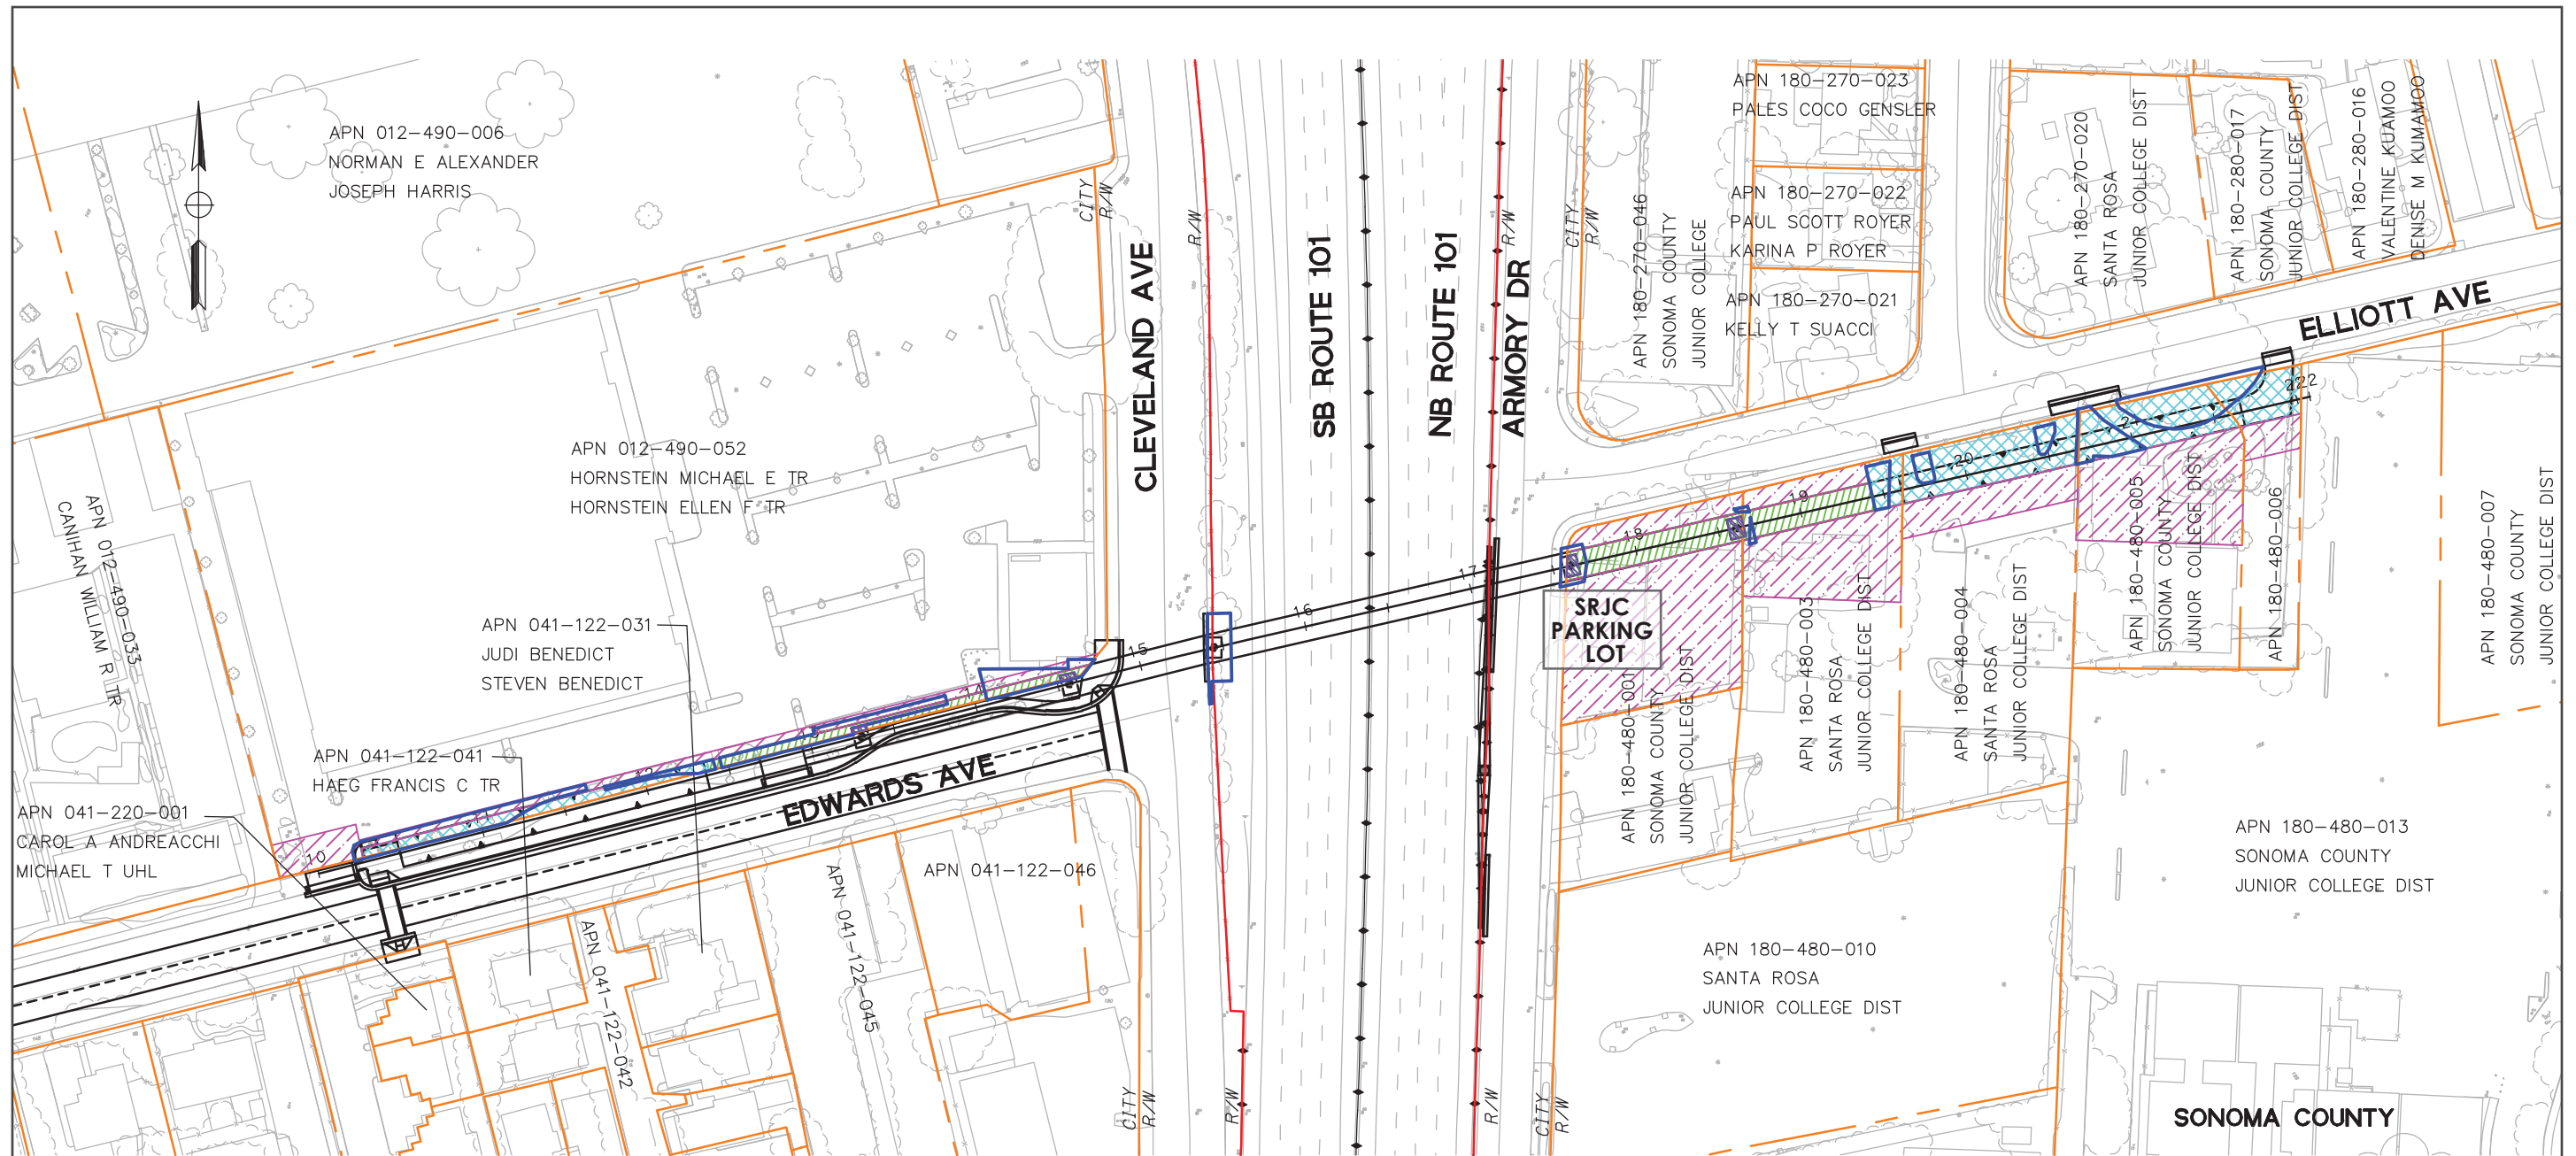 APN 012-490-006
NORMAN E ALEXANDER
JOSEPH HARRIS
CITY
R/W
R/W
CLEVELAND AVE
SB ROUTE 101
NB ROUTE 101
R/W
ARMORY DR
CITY
R/W
APN 180-270-046
SONOMA COUNTY
JUNIOR COLLEGE
APN 180-270-023
PALES COCO GENSLER
APN 180-270-022
PAUL SCOTT ROYER
KARINA P ROYER
APN 180-270-021
KELLY T SUACCI
APN 180-270-020
SANTA ROSA
JUNIOR COLLEGE DIST
APN 180-280-017
SONOMA COUNTY
JUNIOR COLLEGE DIST
APN 180-280-016
VALENTINE KUAMOO
DENISE M KUMAMOO
ELLIOTT AVE
APN 012-490-052
HORNSTEIN MICHAEL E TR
HORNSTEIN ELLEN F TR
APN 012-490-033
CANIHAN WILLIAM R TR
APN 041-122-031
JUDI BENEDICT
STEVEN BENEDICT
APN 041-122-041
HAEG FRANCIS C TR
APN 041-220-001
CAROL A ANDREACCHI
MICHAEL T UHL
10
12
14
15
16
17
18
19
20
222
EDWARDS AVE
SRJC
PARKING
LOT
APN 180-480-001
SONOMA COUNTY
JUNIOR COLLEGE DIST
APN 180-480-003
SANTA ROSA
JUNIOR COLLEGE DIST
APN 180-480-004
SANTA ROSA
JUNIOR COLLEGE DIST
APN 180-480-005
SONOMA COUNTY
JUNIOR COLLEGE DIST
APN 180-480-006
APN 180-480-007
SONOMA COUNTY
JUNIOR COLLEGE DIST
APN 041-122-042
APN 041-122-045
APN 041-122-046
APN 180-480-013
SONOMA COUNTY
JUNIOR COLLEGE DIST
APN 180-480-010
SANTA ROSA
JUNIOR COLLEGE DIST
CITY
R/W
R/W
R/W
CITY
R/W
SONOMA COUNTY